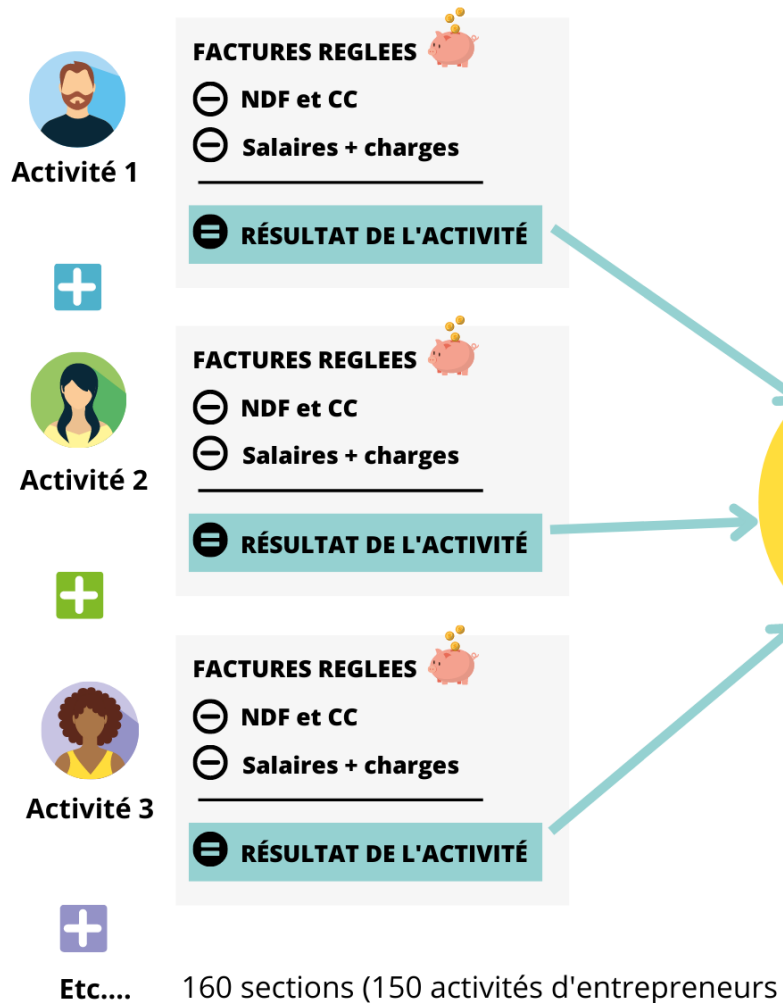 FACTURES REGLEES
NDF et CC
Salaires + charges
Activité 1
RÉSULTAT DE L'ACTIVITÉ
FACTURES REGLEES
NDF et CC
Salaires + charges
Activité 2
RÉSULTAT DE L'ACTIVITÉ
FACTURES REGLEES
NDF et CC
Salaires + charges
Activité 3
RÉSULTAT DE L'ACTIVITÉ
Etc.... 160 sections (150 activités d'entrepreneurs